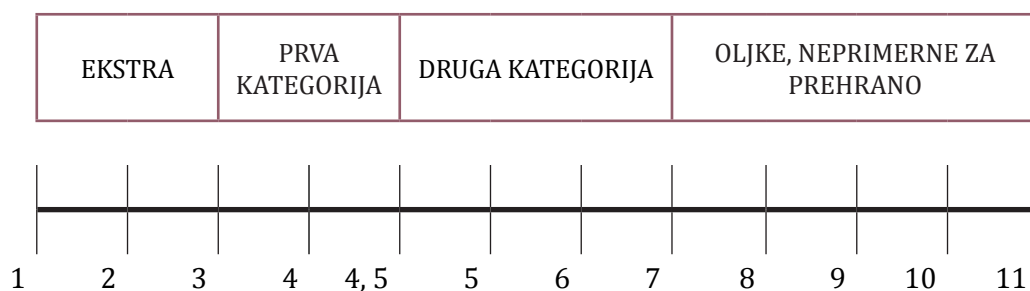 EKSTRA
PRVA
KATEGORIJA
DRUGA KATEGORIJA
OLJKE, NEPRIMERNE ZA
PREHRANO
1 2 3 4 4, 5 5 6 7 8 9 10 11